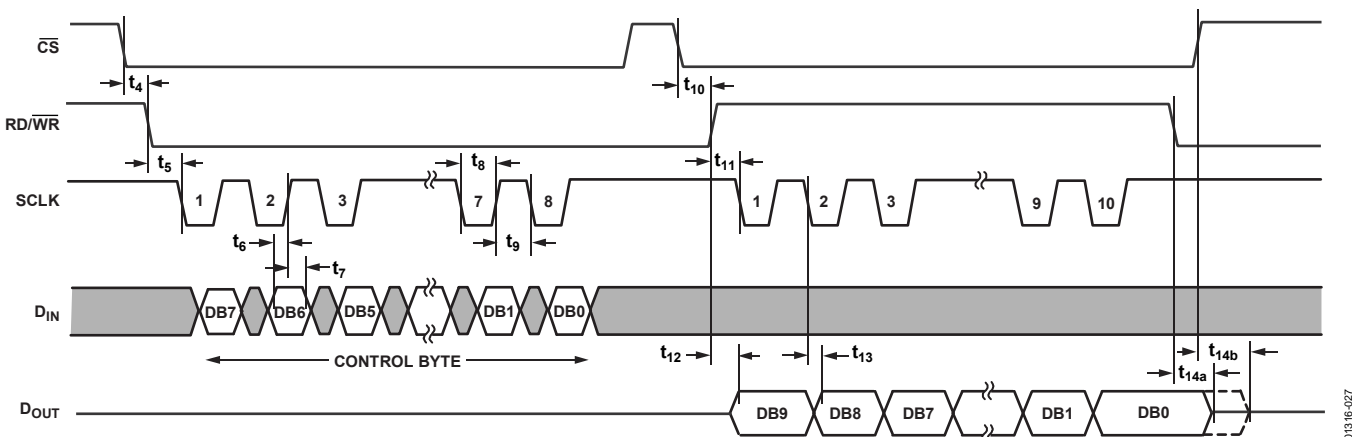 CS
t4
t10
RD/WR
t5
t8
t11
SCLK
1
2
3
7
8
1
2
3
9
10
t6
t9
t7
DIN
DB7
DB6
DB5
DB1
DB0
CONTROL BYTE
t12
t13
t14b
t14a
DOUT
DB9
DB8
DB7
DB1
DB0
01316-027